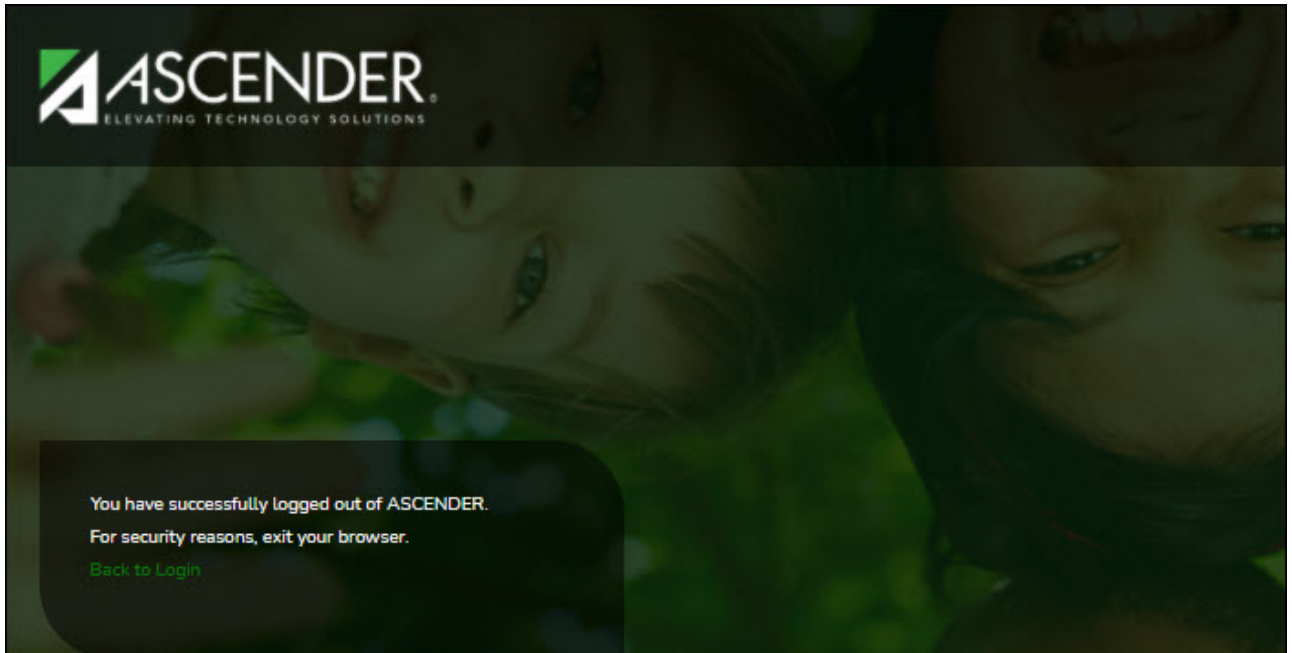 ASCENDER®
ELEVATING TECHNOLOGY SOLUTIONS
You have successfully logged out of ASCENDER.
For security reasons, exit your browser.
Back to Login